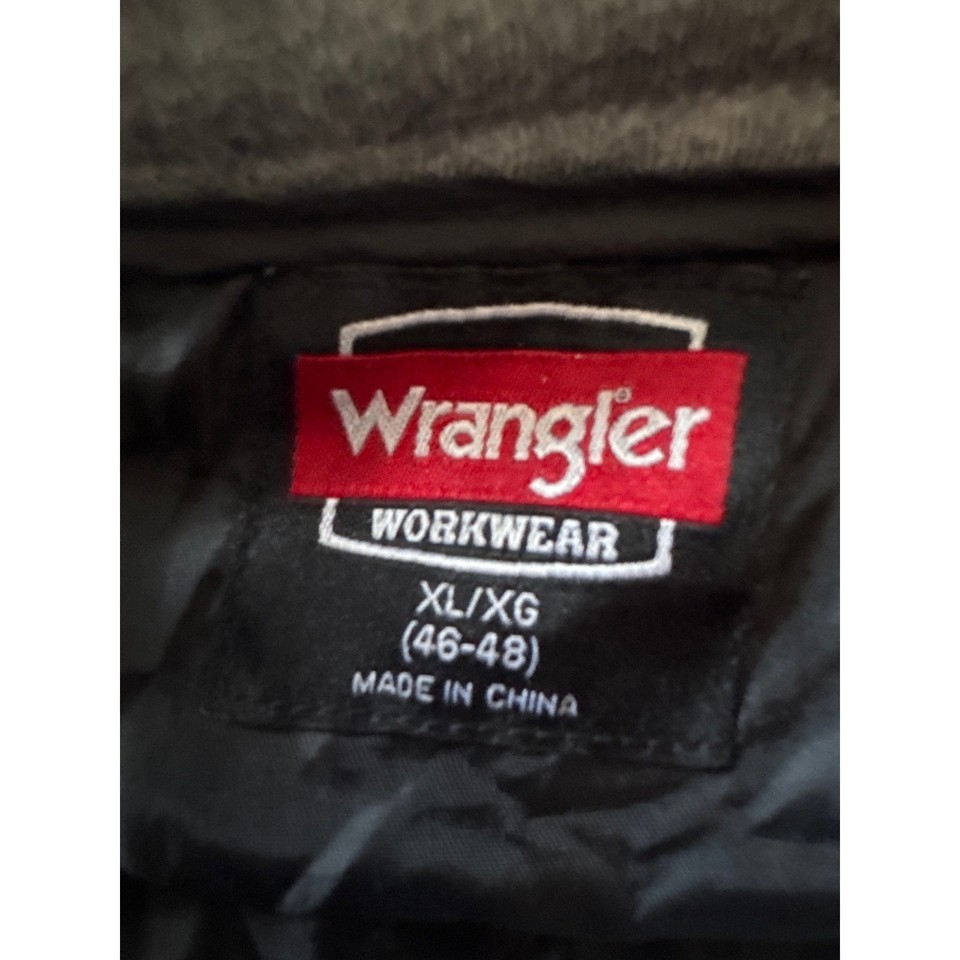 Wrangler®
WORKWEAR
XL/XG
(46-48)
MADE IN CHINA